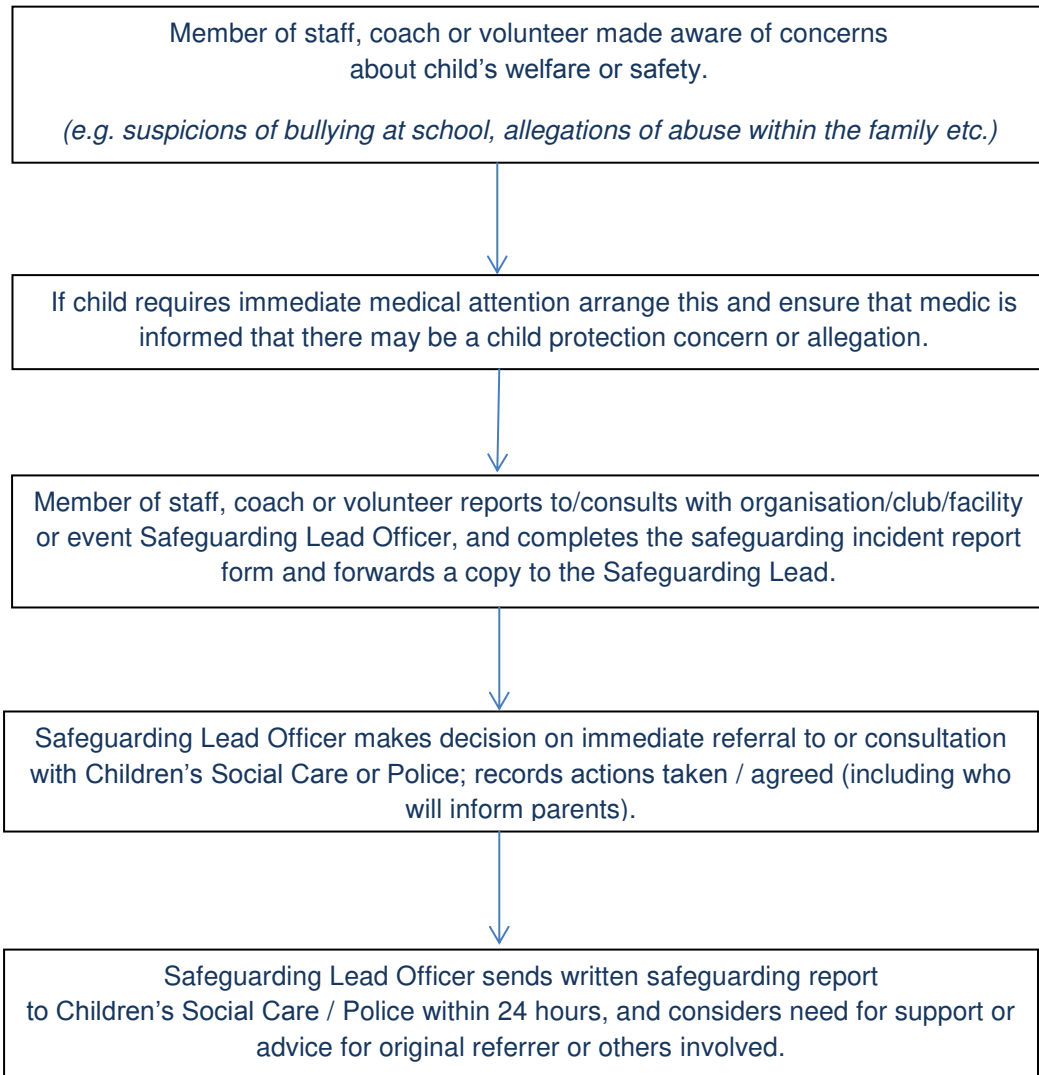 Member of staff, coach or volunteer made aware of concerns
about child’s welfare or safety.
(e.g. suspicions of bullying at school, allegations of abuse within the family etc.)
If child requires immediate medical attention arrange this and ensure that medic is
informed that there may be a child protection concern or allegation.
Member of staff, coach or volunteer reports to/consults with organisation/club/facility
or event Safeguarding Lead Officer, and completes the safeguarding incident report
form and forwards a copy to the Safeguarding Lead.
Safeguarding Lead Officer makes decision on immediate referral to or consultation
with Children’s Social Care or Police; records actions taken / agreed (including who
will inform parents).
Safeguarding Lead Officer sends written safeguarding report
to Children’s Social Care / Police within 24 hours, and considers need for support or
advice for original referrer or others involved.